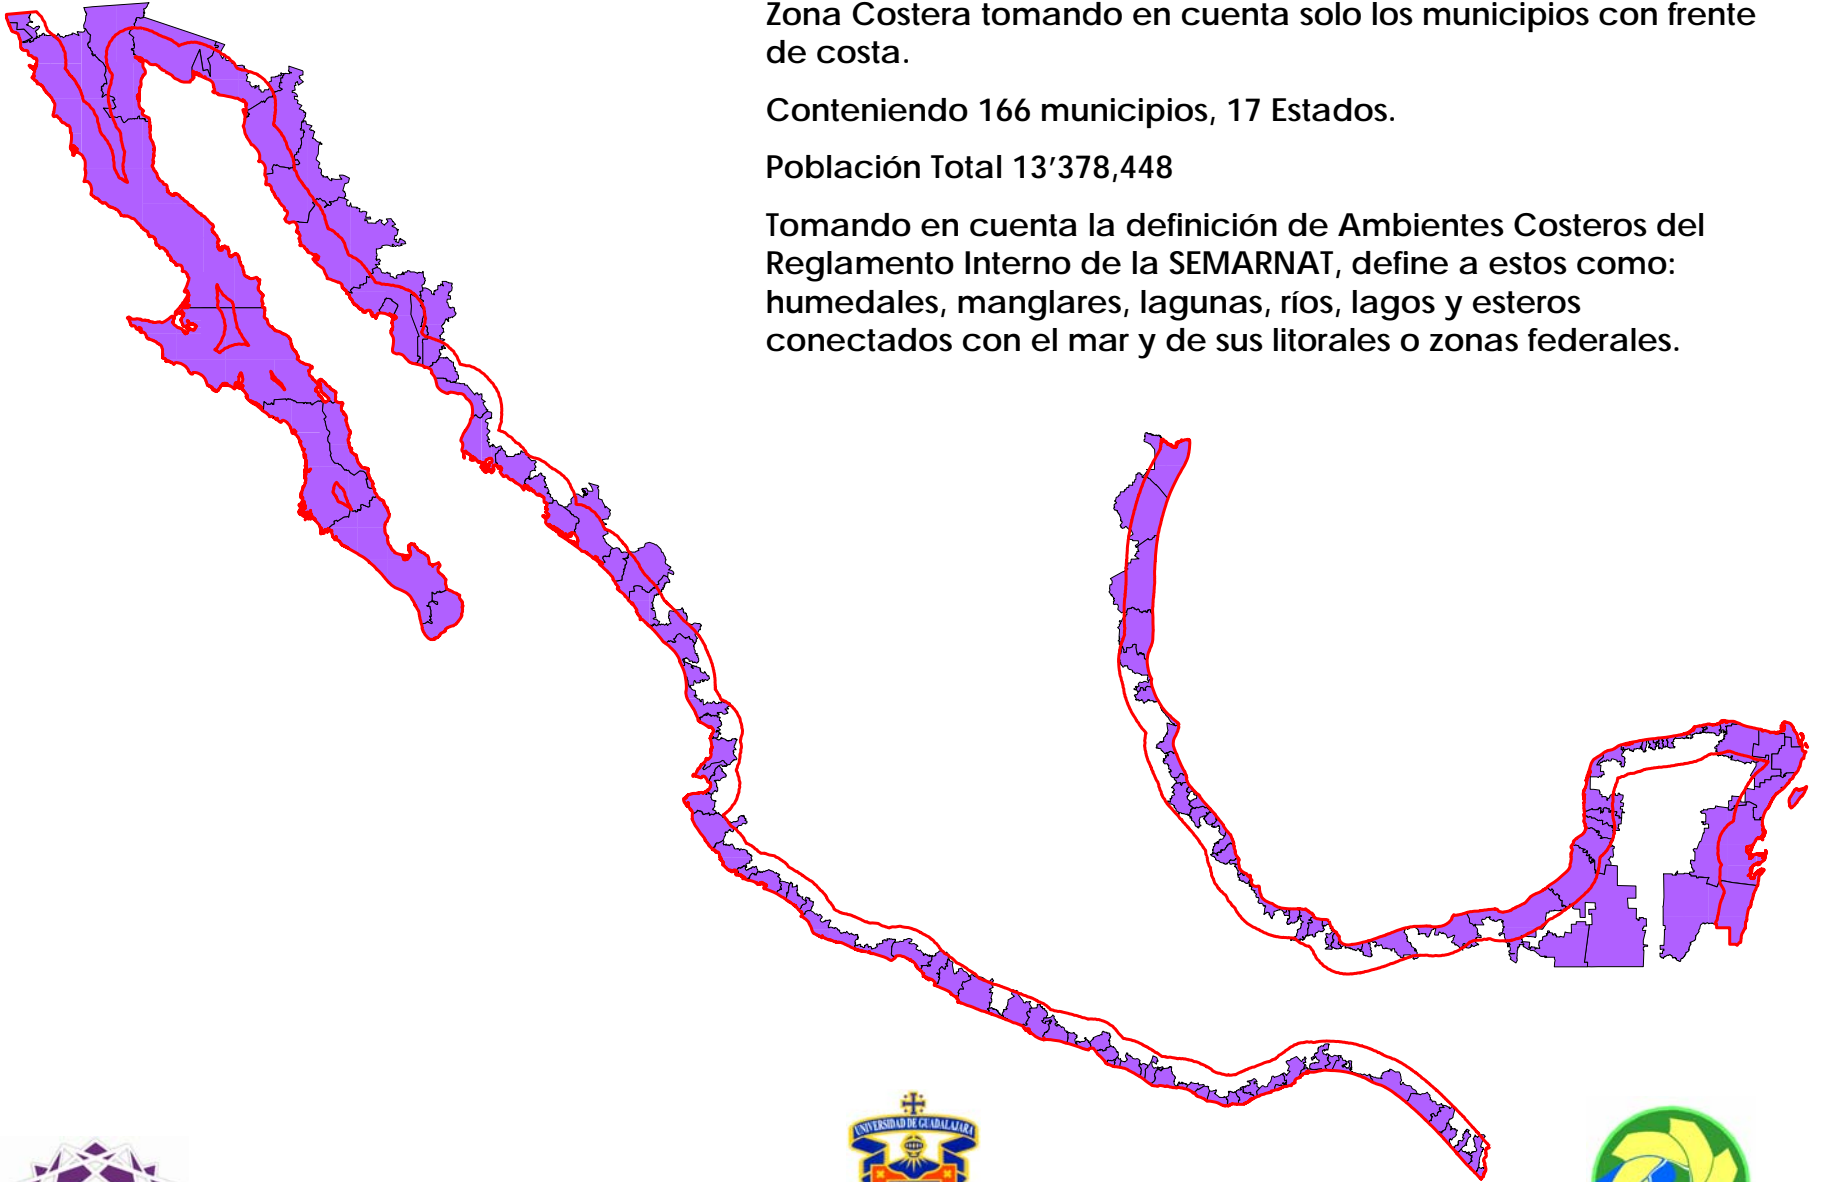 Zona Costera tomando en cuenta solo los municipios con frente
de costa.
Conteniendo 166 municipios, 17 Estados.
Población Total 13’378,448
Tomando en cuenta la definición de Ambientes Costeros del
Reglamento Interno de la SEMARNAT, define a estos como:
humedales, manglares, lagunas, ríos, lagos y esteros
conectados con el mar y de sus litorales o zonas federales.
UNIVERSIDAD DE GUADALAJARA